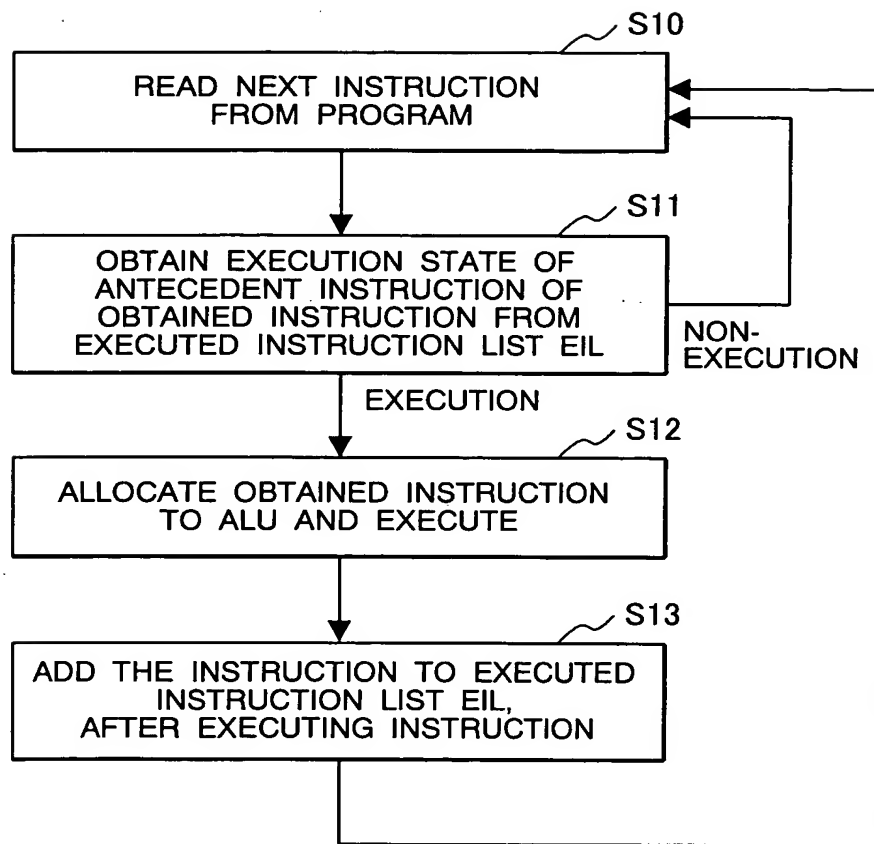 S10
READ NEXT INSTRUCTION
FROM PROGRAM
S11
OBTAIN EXECUTION STATE OF
ANTECEDENT INSTRUCTION OF
OBTAINED INSTRUCTION FROM
EXECUTED INSTRUCTION LIST EIL
NON-
EXECUTION
EXECUTION
S12
ALLOCATE OBTAINED INSTRUCTION
TO ALU AND EXECUTE
S13
ADD THE INSTRUCTION TO EXECUTED
INSTRUCTION LIST EIL,
AFTER EXECUTING INSTRUCTION